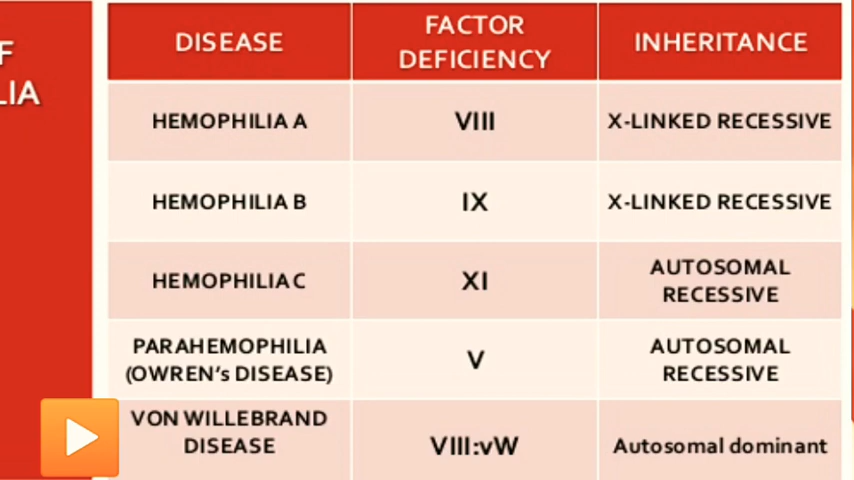 F
LIA
DISEASE
FACTOR
DEFICIENCY
INHERITANCE
HEMOPHILIA A
VIII
X-LINKED RECESSIVE
HEMOPHILIA B
IX
X-LINKED RECESSIVE
HEMOPHILIA C
XI
AUTOSOMAL
RECESSIVE
PARAHEMOPHILIA
(OWREN's DISEASE)
V
AUTOSOMAL
RECESSIVE
VON WILLEBRAND
DISEASE
VIII:vW
Autosomal dominant